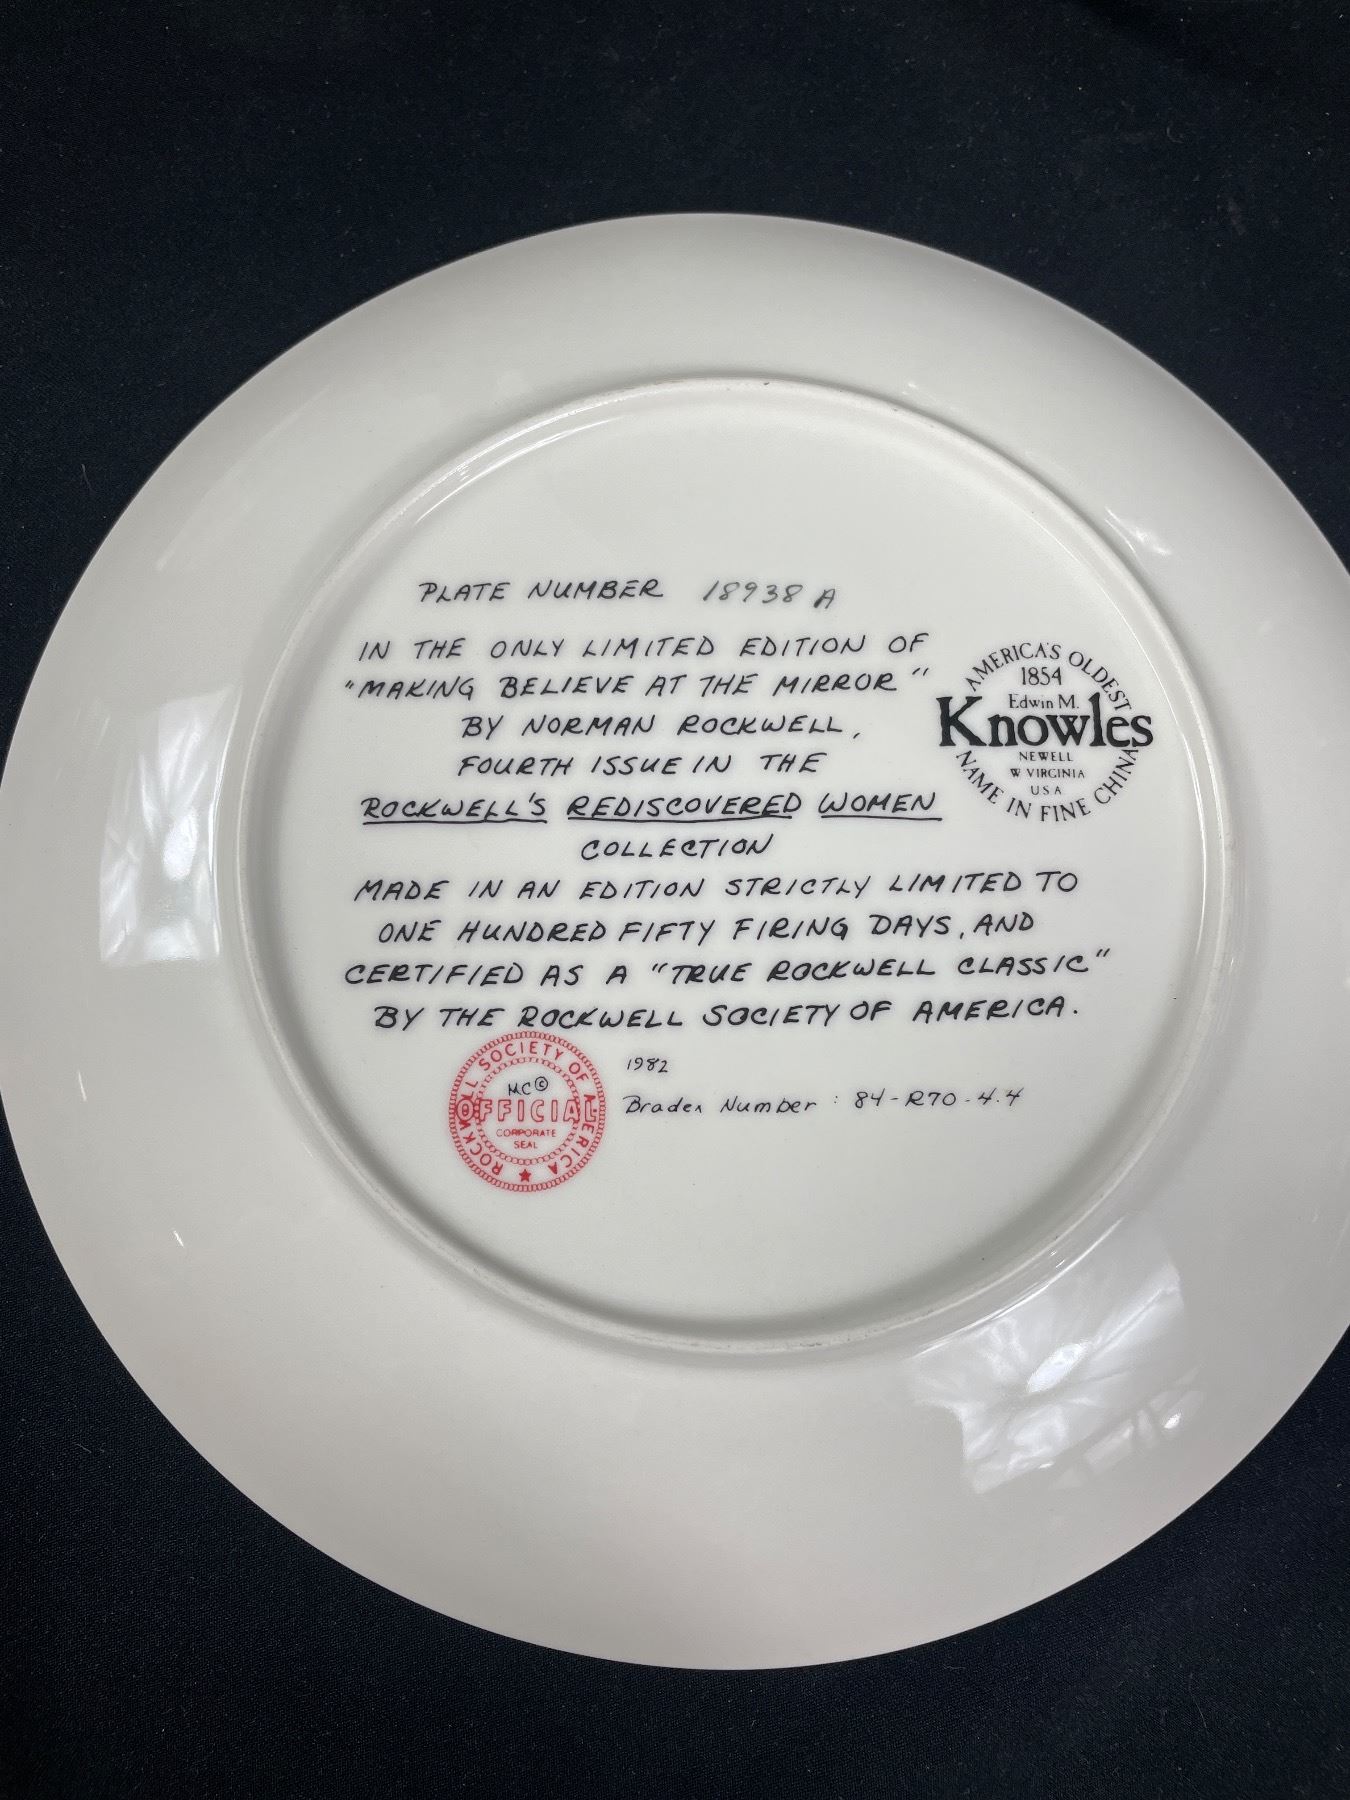 PLATE NUMBER 18938 A
IN THE ONLY LIMITED EDITION OF
"MAKING BELIEVE AT THE MIRROR"
BY NORMAN ROCKWELL,
FOURTH ISSUE IN THE
ROCKWELL'S REDISCOVERED WOMEN
COLLECTION
MADE IN AN EDITION STRICTLY LIMITED TO
ONE HUNDRED FIFTY FIRING DAYS, AND
CERTIFIED AS A "TRUE ROCKWELL CLASSIC"
BY THE ROCKWELL SOCIETY OF AMERICA.
AMERICA'S OLDEST
1854
Edwin M.
Knowles
NEWELL
W VIRGINIA
USA
NAME IN FINE CHINA
ROCKWELL SOCIETY OF AMERICA
MC©
OFFICIAL
CORPORATE
SEAL
1982
Bradex Number : 84-R70-4.4